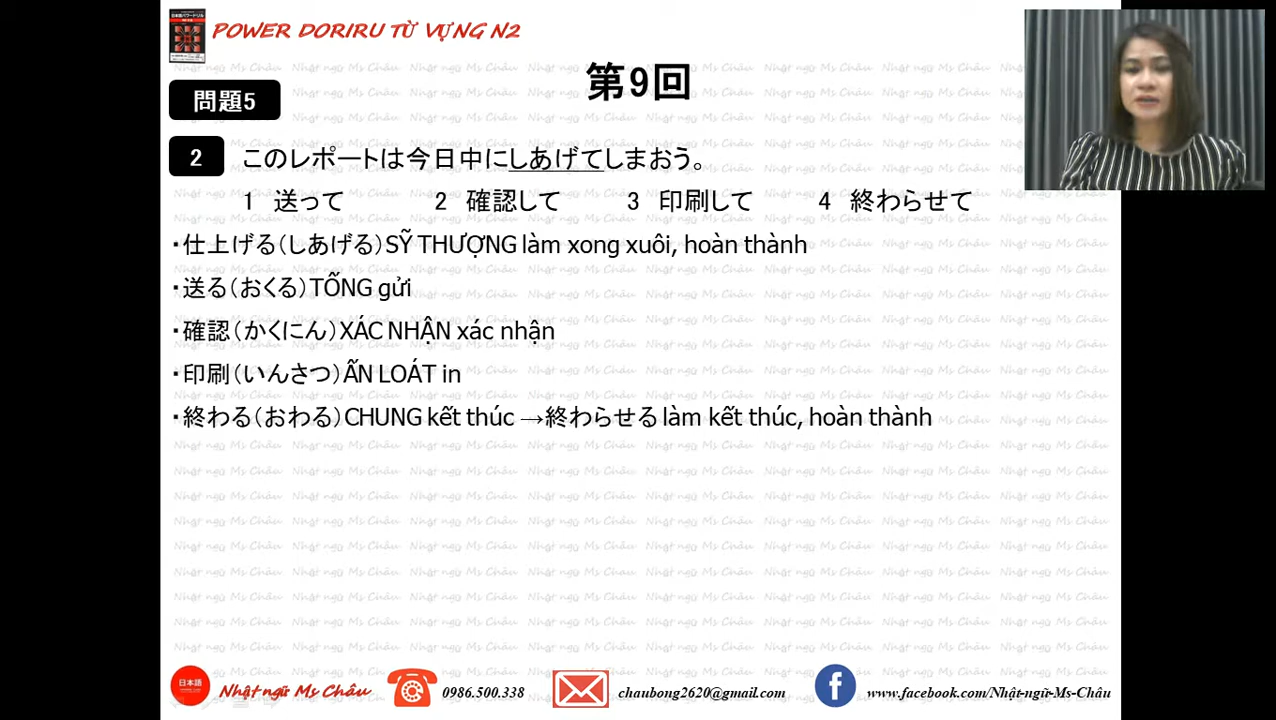 POWER DORIRU TỪ VỰNG N2
第9回
問題5
2 このレポートは今日中にしあげてしまおう。
1 送って 2 確認して 3 印刷して 4 終わらせて
・仕上げる（しあげる）SỸ THƯỢNG làm xong xuôi, hoàn thành
・送る（おくる）TỐNG gửi
・確認（かくにん）XÁC NHẬN xác nhận
・印刷（いんさつ）ẤN LOÁT in
・終わる（おわる）CHUNG kết thúc →終わらせる làm kết thúc, hoàn thành
日本語 Nhật ngữ Ms Châu 0986.500.338 chaubong2620@gmail.com www.facebook.com/Nhật-ngữ-Ms-Châu